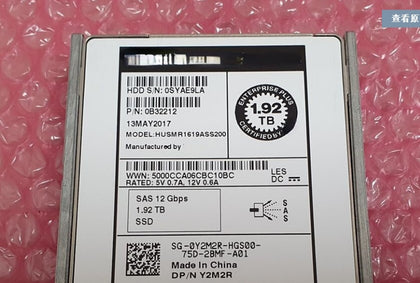 查看原
HDD S/N: 0SYAE9LA
P/N: 0B32212
13MAY2017
MODEL: HUSMR1619ASS200
Manufactured by
ENTERPRISE PLUS
1.92
TB
CERTIFIED BY
WWN: 5000CCA06CBC10BC
RATED: 5V 0.7A, 12V 0.6A
LES
DC
SAS 12 Gbps
1.92 TB
SSD
SAS
SG-0Y2M2R-HGS00-
75D-2BMF-A01
Made In China
DP/N Y2M2R